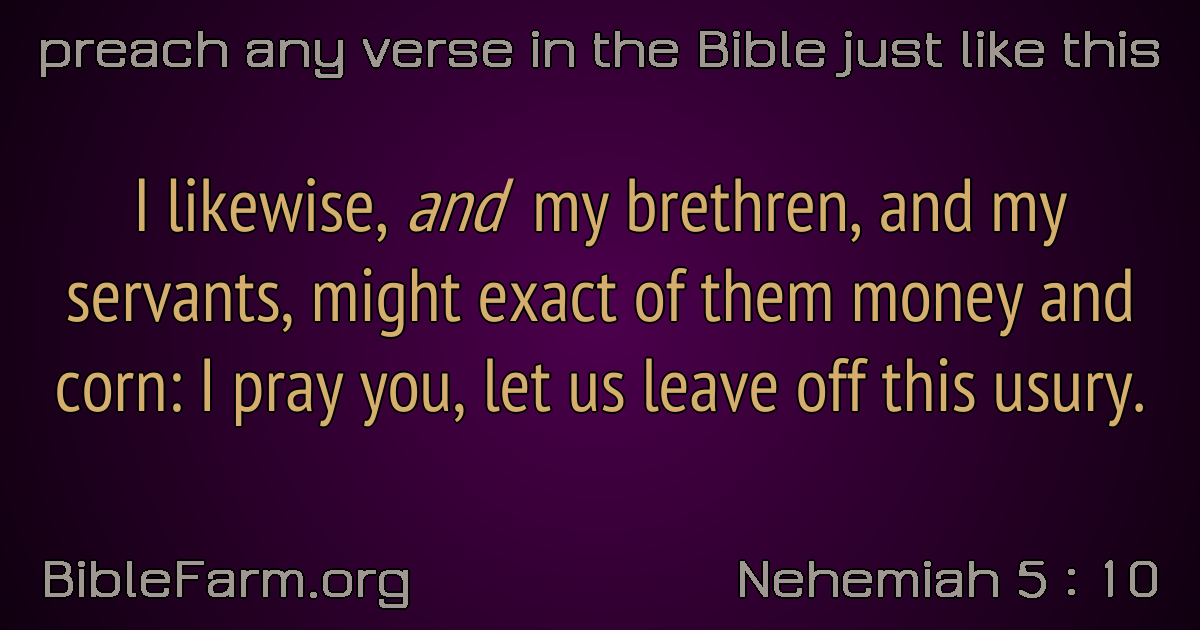 preach any verse in the Bible just like this
I likewise, and my brethren, and my
servants, might exact of them money and
corn: I pray you, let us leave off this usury.
BibleFarm.org
Nehemiah 5 : 10